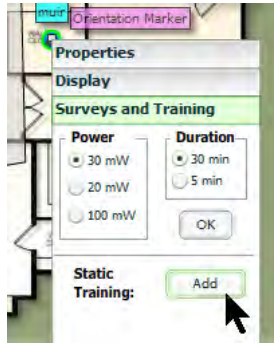 muir Orientation Marker
Properties
Display
Surveys and Training
Power Duration
30 mW 30 min
20 mW 5 min
100 mW OK
Static Training: Add